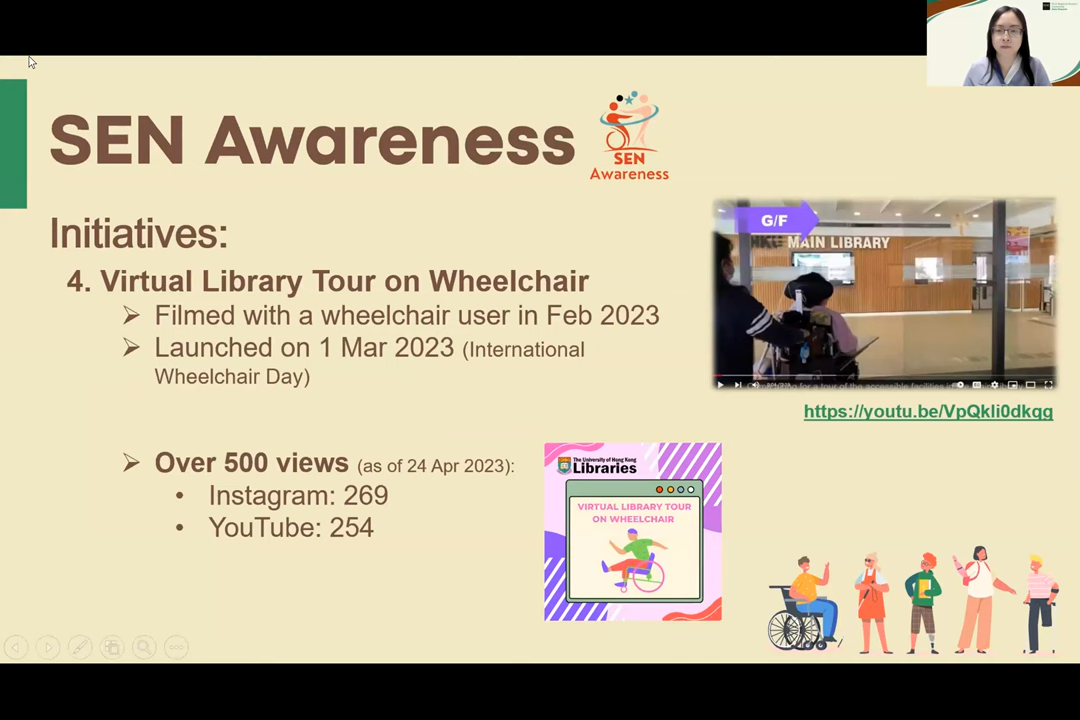 SEN Awareness
SEN
Awareness
Initiatives:
4. Virtual Library Tour on Wheelchair
➢ Filmed with a wheelchair user in Feb 2023
➢ Launched on 1 Mar 2023 (International
Wheelchair Day)
G/F
MAIN LIBRARY
https://youtu.be/VpQkli0dkqg
➢ Over 500 views (as of 24 Apr 2023):
• Instagram: 269
• YouTube: 254
The University of Hong Kong
Libraries
VIRTUAL LIBRARY TOUR
ON WHEELCHAIR